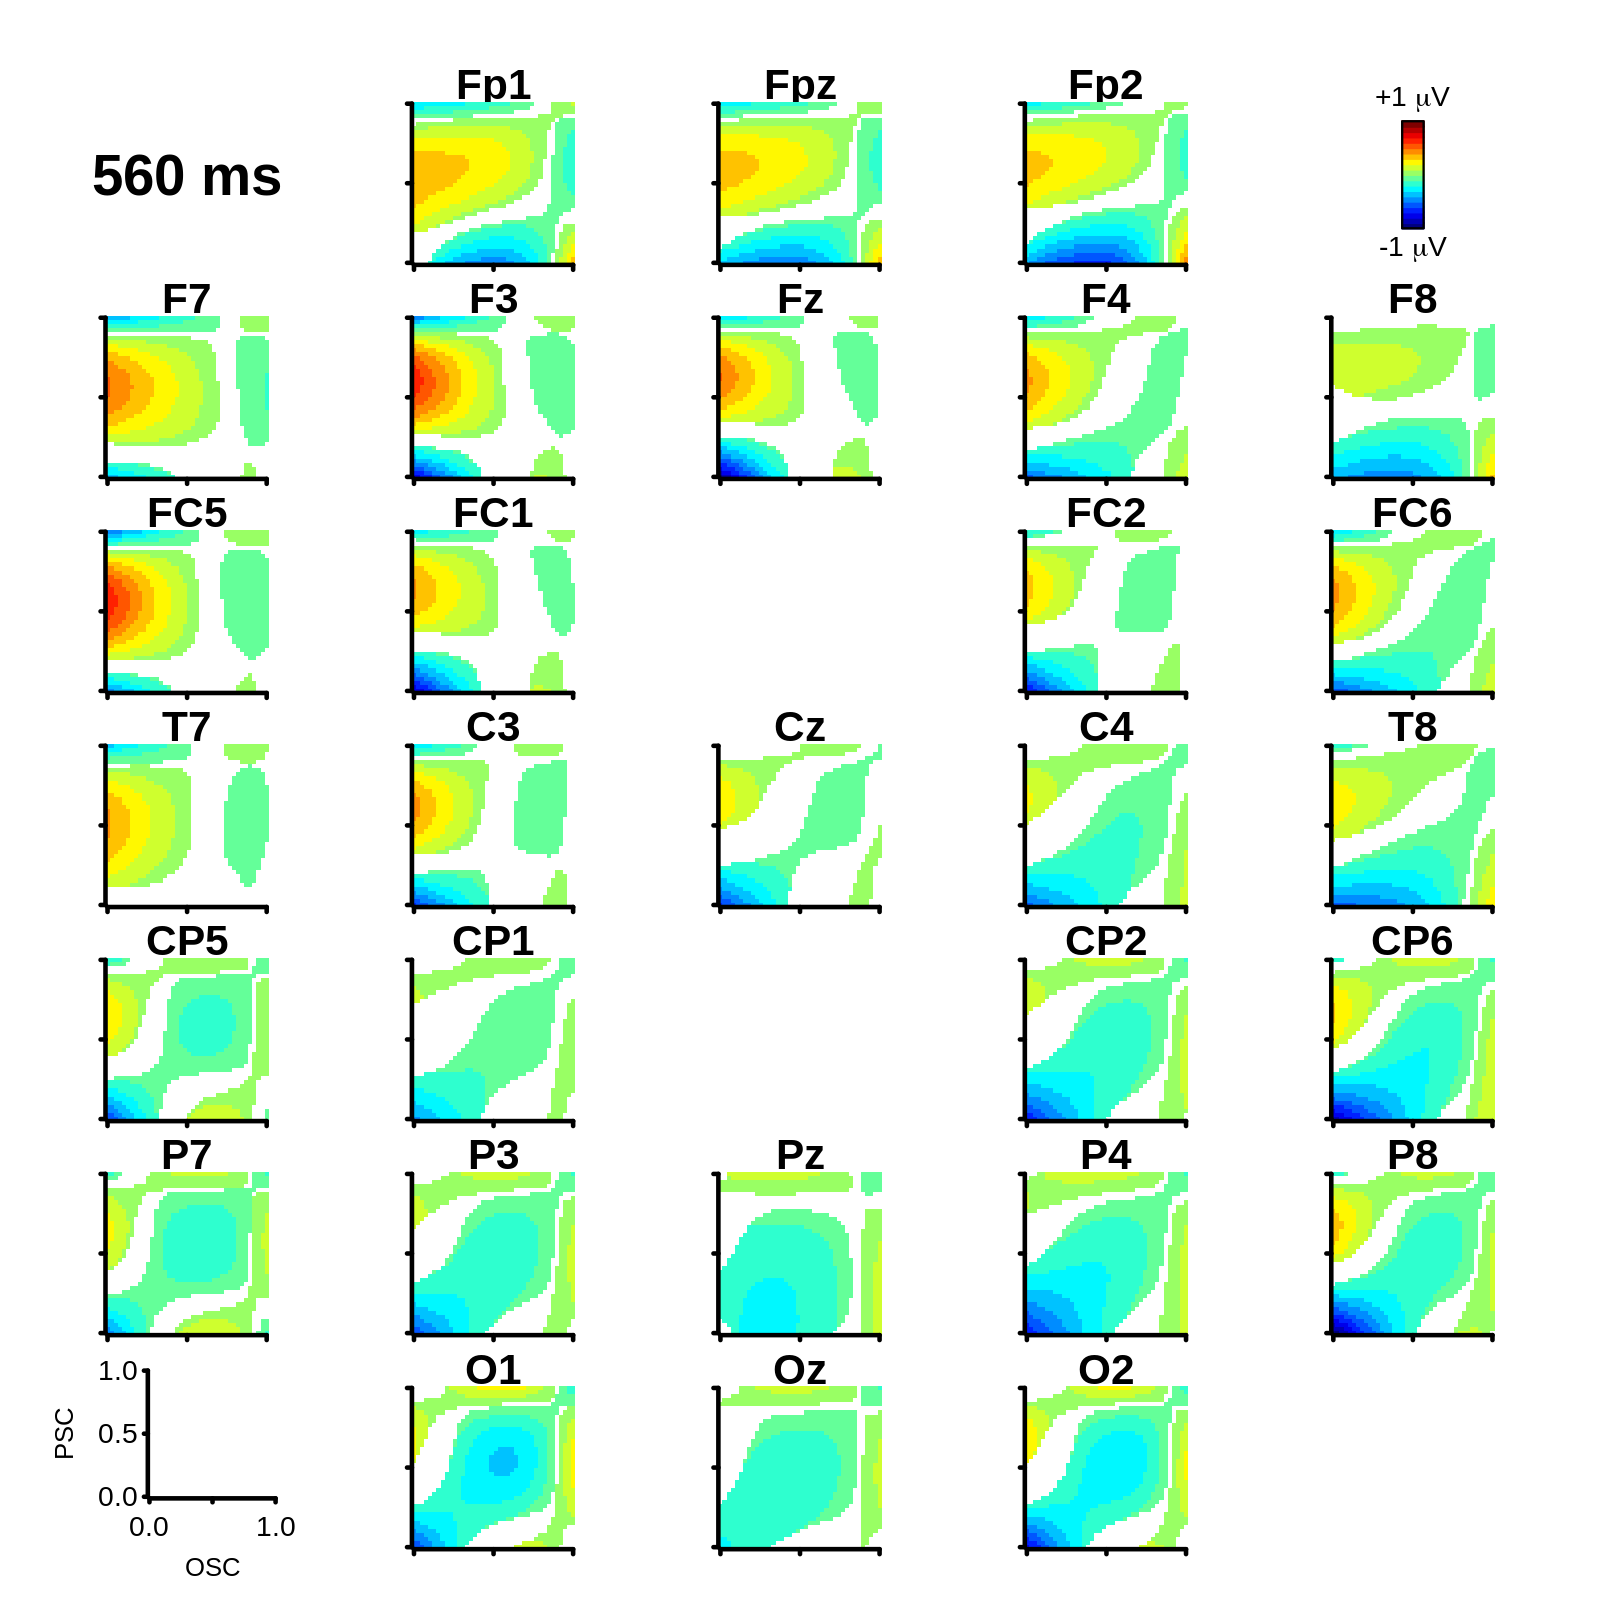 Fp1 Fpz Fp2
+1 μV
560 ms
-1 μV
F7 F3 Fz F4 F8
FC5 FC1 FC2 FC6
T7 C3 Cz C4 T8
CP5 CP1 CP2 CP6
P7 P3 Pz P4 P8
O1 Oz O2
1.0
0.5
0.0
PSC
0.0 1.0
OSC